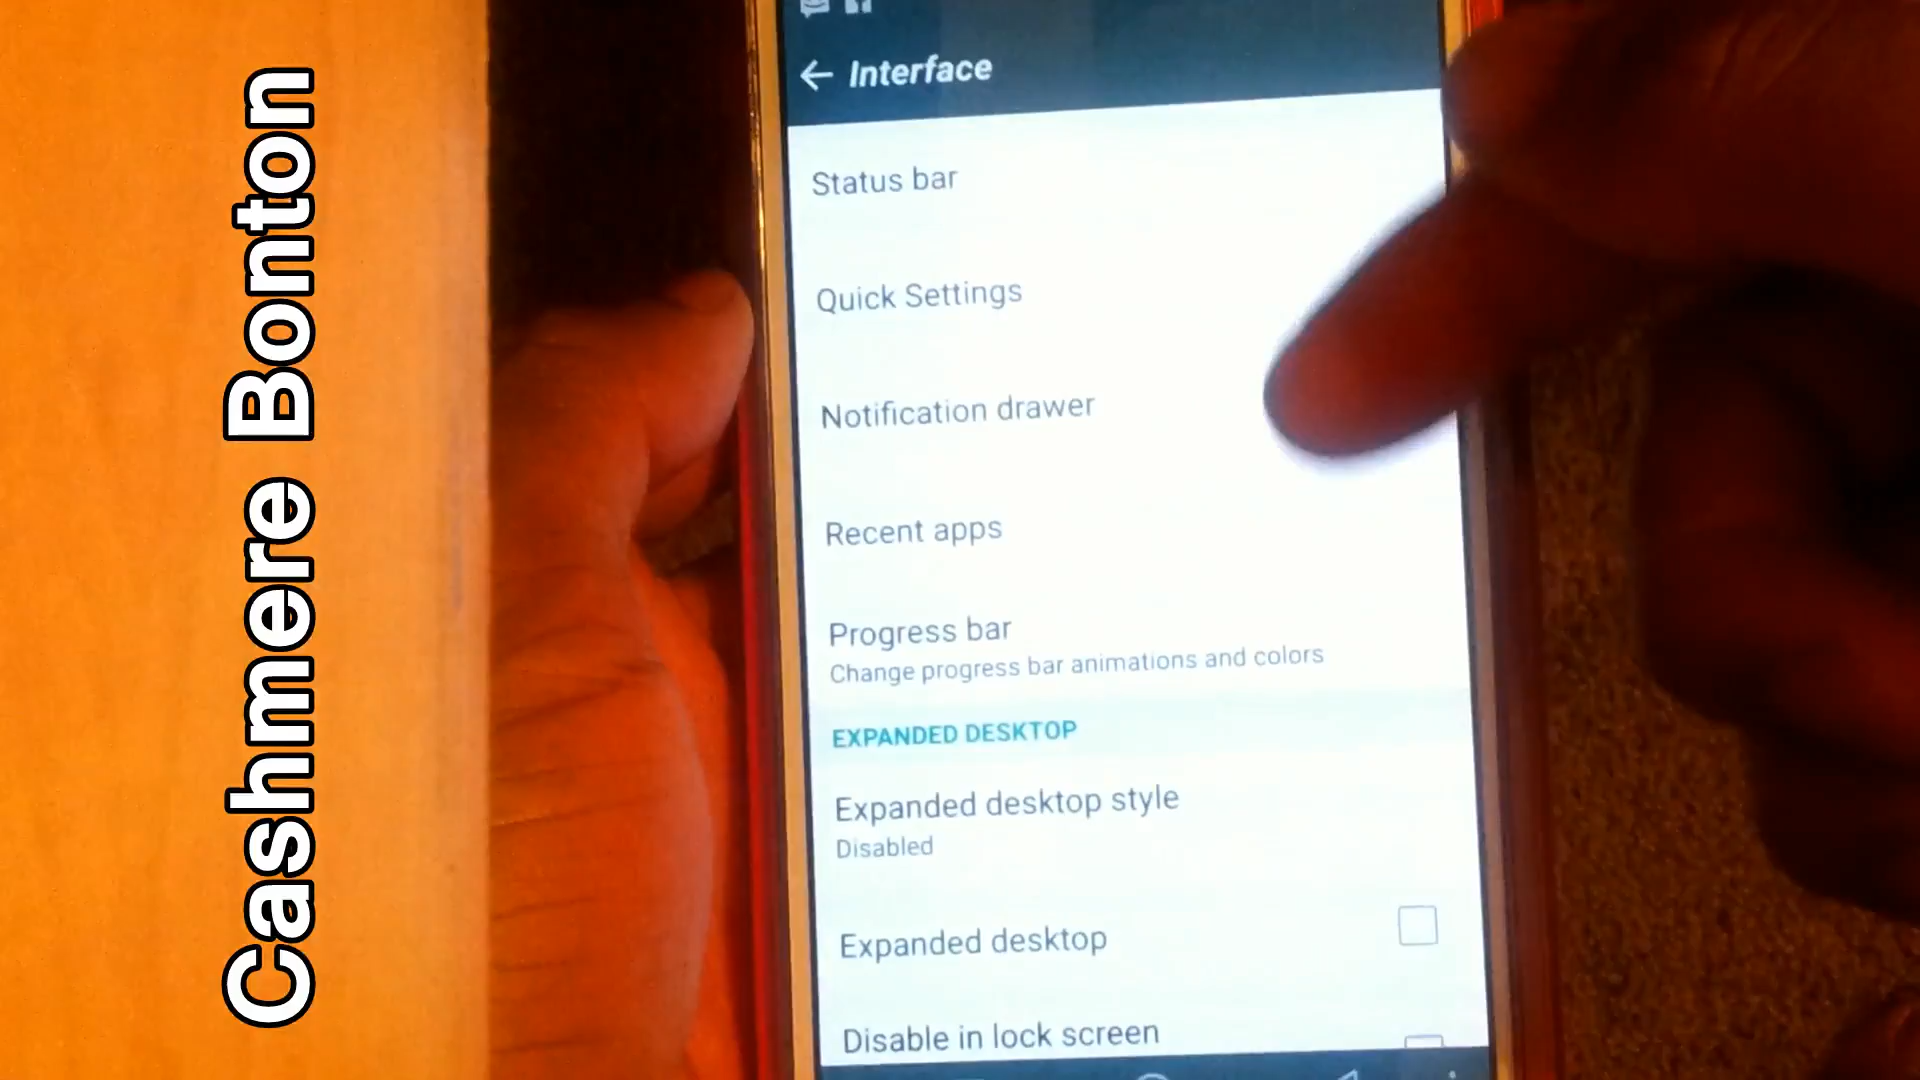 Cashmere Bonton
Interface
Status bar
Quick Settings
Notification drawer
Recent apps
Progress bar
Change progress bar animations and colors
EXPANDED DESKTOP
Expanded desktop style
Disabled
Expanded desktop
Disable in lock screen